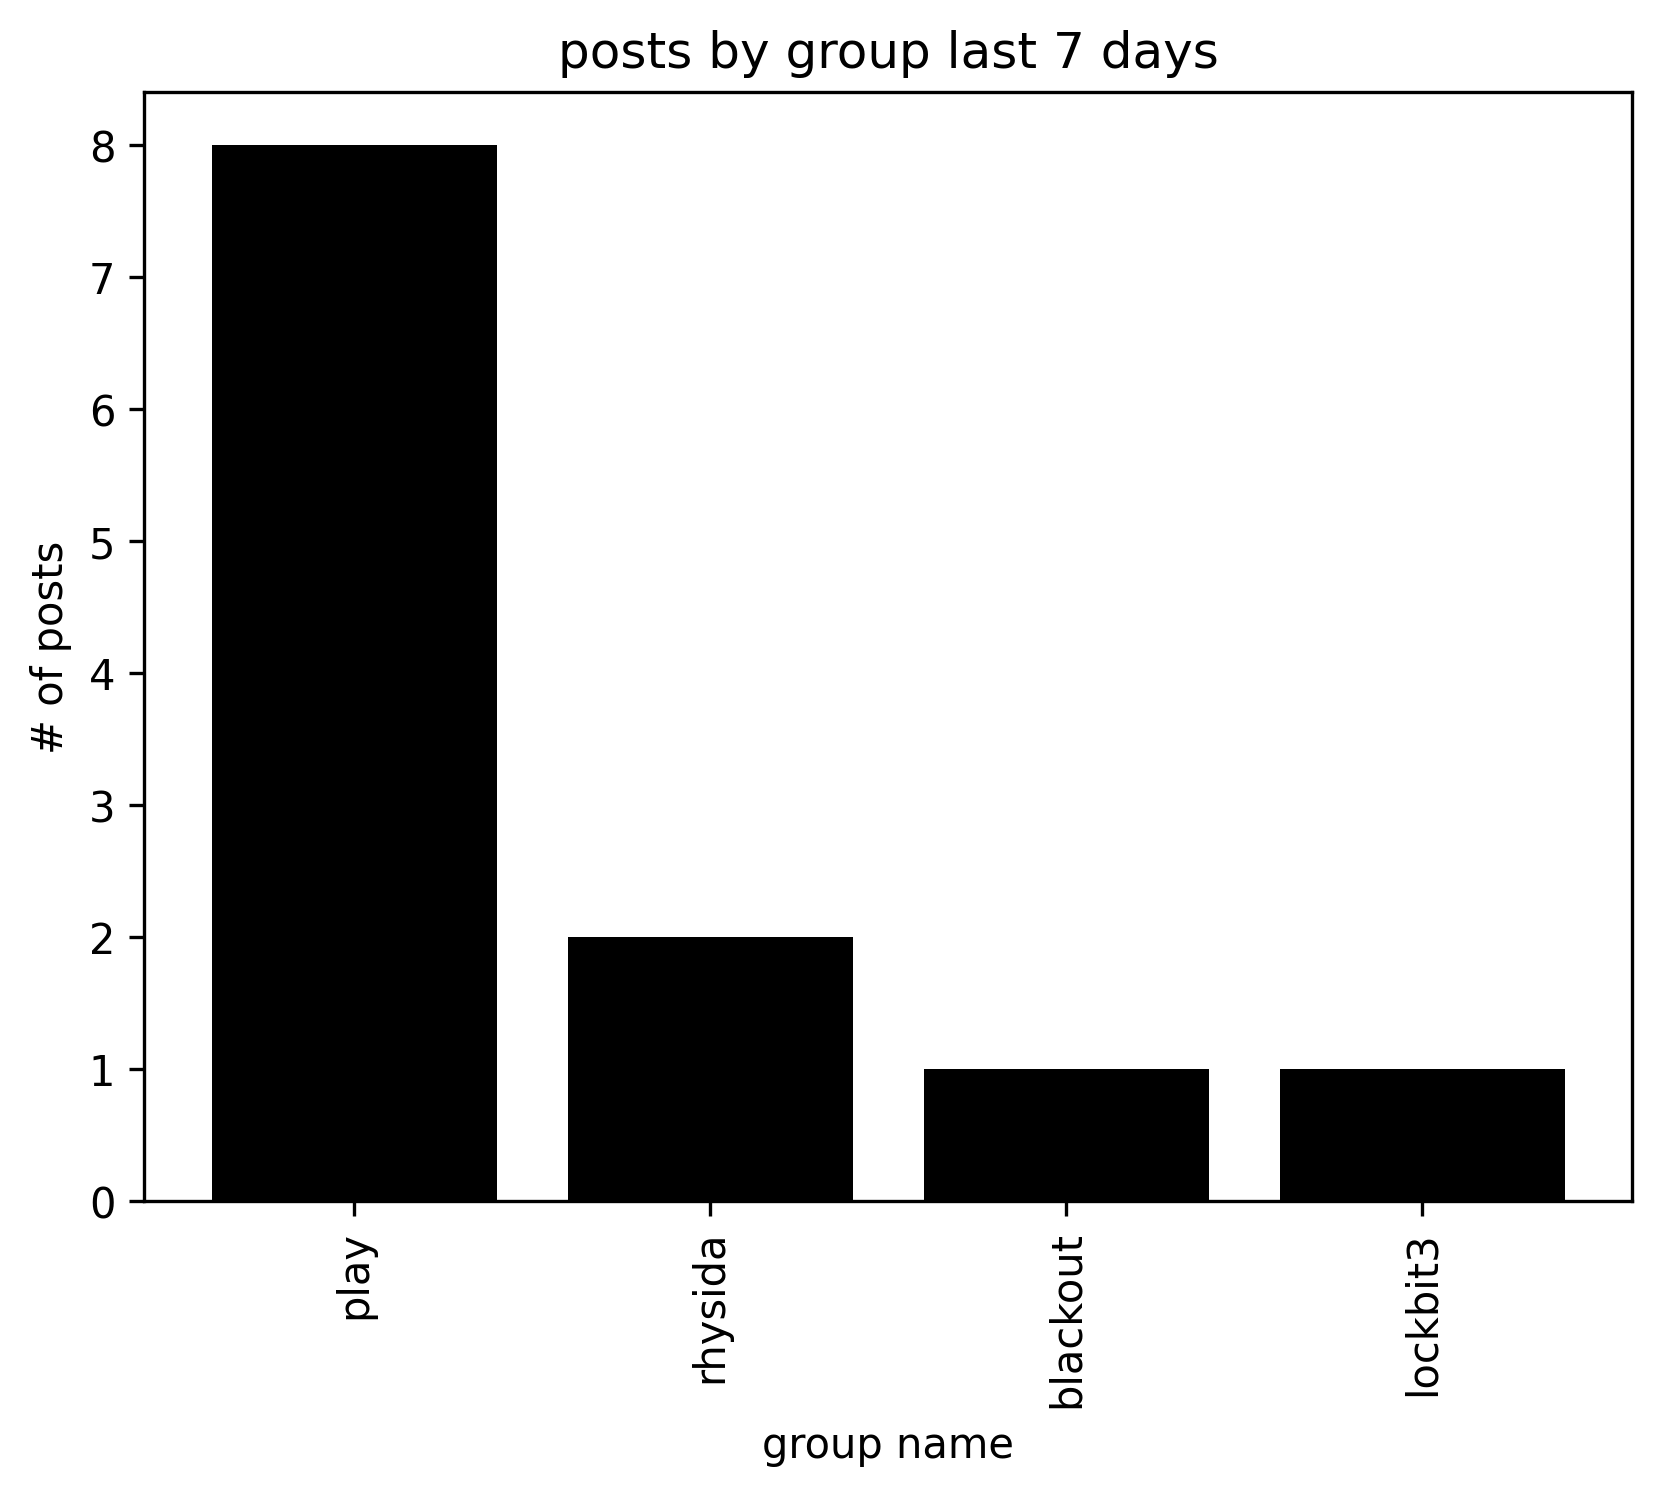 posts by group last 7 days
8
7
6
5
4
3
2
1
0
# of posts
play
rhysida
blackout
lockbit3
group name